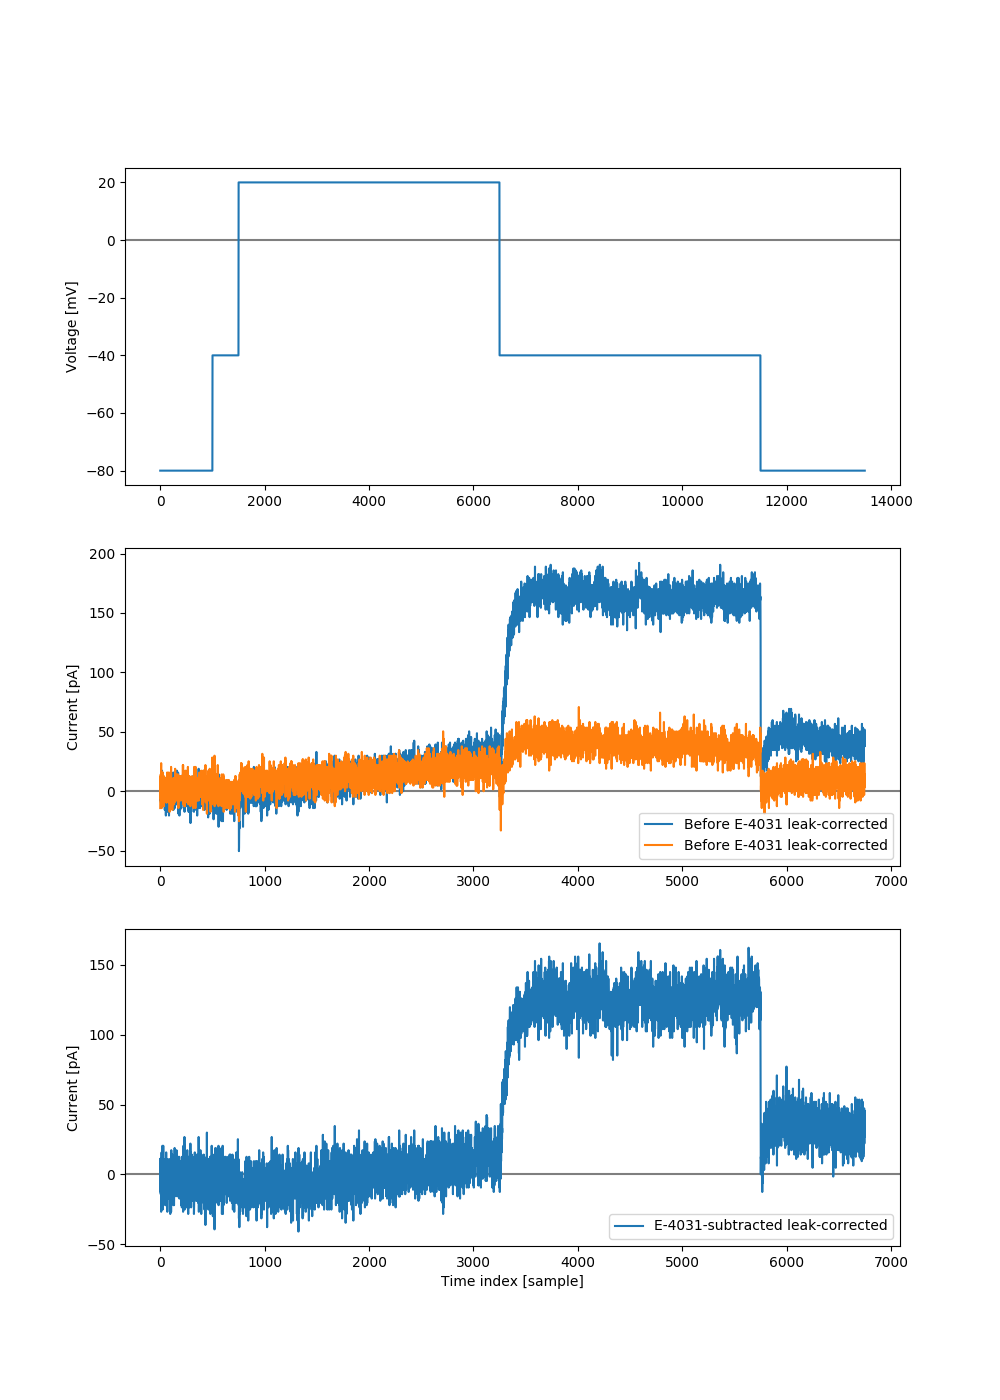 20
0
−20
−40
−60
−80
Voltage [mV]
0 2000 4000 6000 8000 10000 12000 14000
200
150
100
50
0
−50
Current [pA]
Before E-4031 leak-corrected
Before E-4031 leak-corrected
0 1000 2000 3000 4000 5000 6000 7000
150
100
50
0
−50
Current [pA]
E-4031-subtracted leak-corrected
0 1000 2000 3000 4000 5000 6000 7000
Time index [sample]